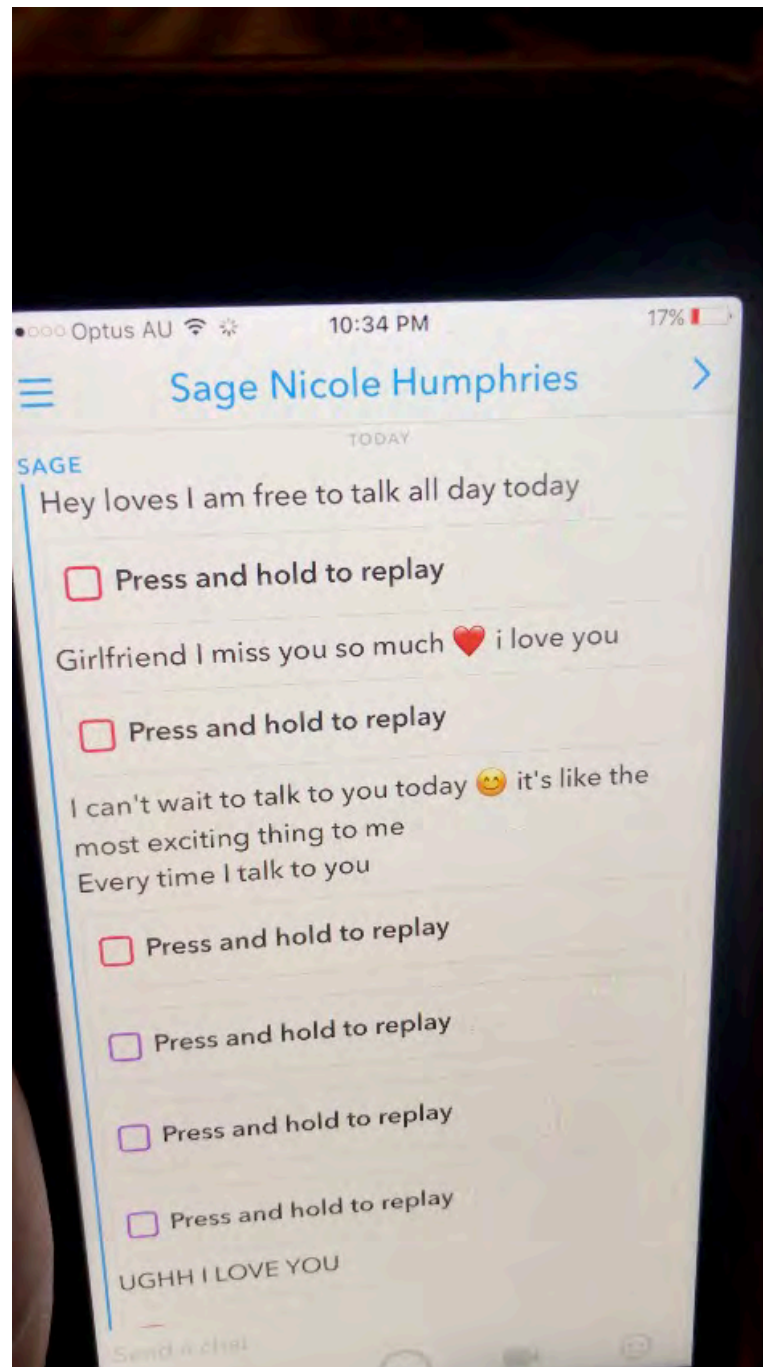 Optus AU 10:34 PM 17%
Sage Nicole Humphries
TODAY
SAGE
Hey loves I am free to talk all day today
Press and hold to replay
Girlfriend I miss you so much ❤️ i love you
Press and hold to replay
I can't wait to talk to you today 😊 it's like the
most exciting thing to me
Every time I talk to you
Press and hold to replay
Press and hold to replay
Press and hold to replay
Press and hold to replay
UGHH I LOVE YOU
Send a chat